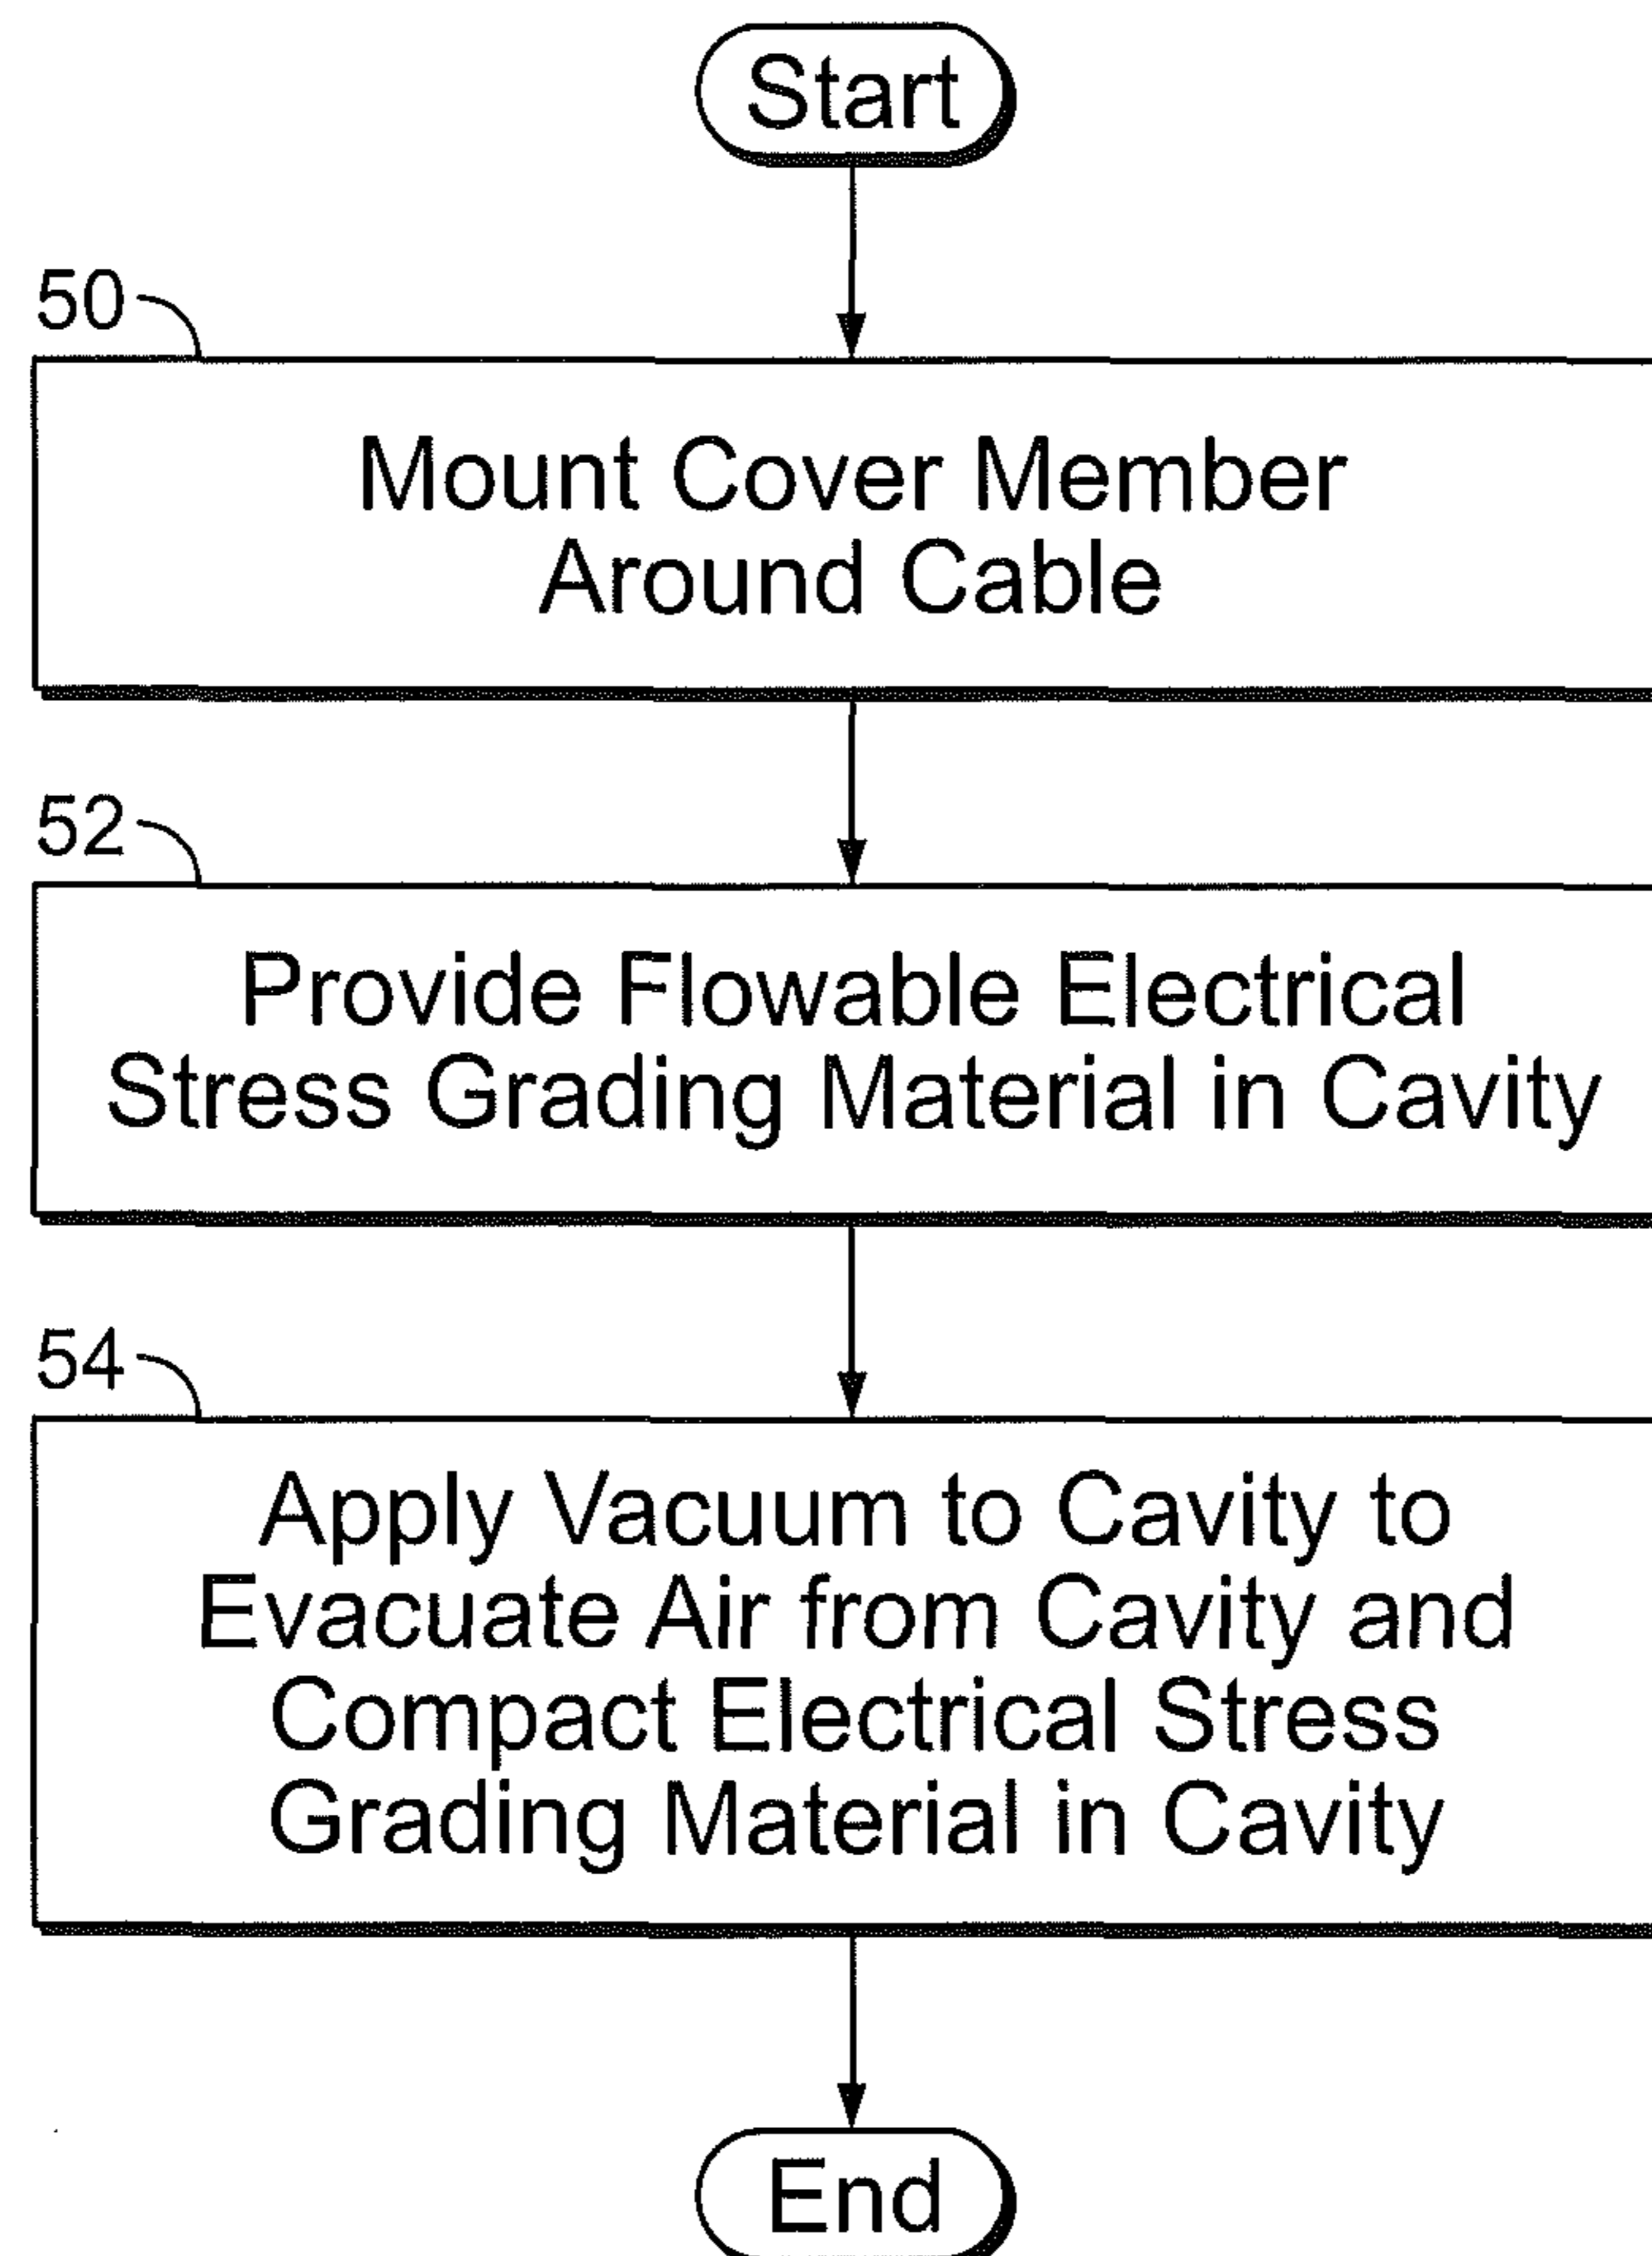 Start
50
Mount Cover Member
Around Cable
52
Provide Flowable Electrical
Stress Grading Material in Cavity
54
Apply Vacuum to Cavity to
Evacuate Air from Cavity and
Compact Electrical Stress
Grading Material in Cavity
End